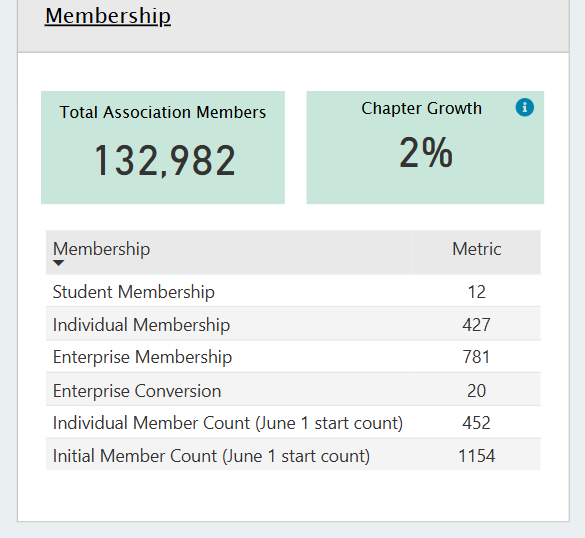 Membership
Total Association Members
132,982
Chapter Growth
i
2%
Membership Metric
Student Membership 12
Individual Membership 427
Enterprise Membership 781
Enterprise Conversion 20
Individual Member Count (June 1 start count) 452
Initial Member Count (June 1 start count) 1154